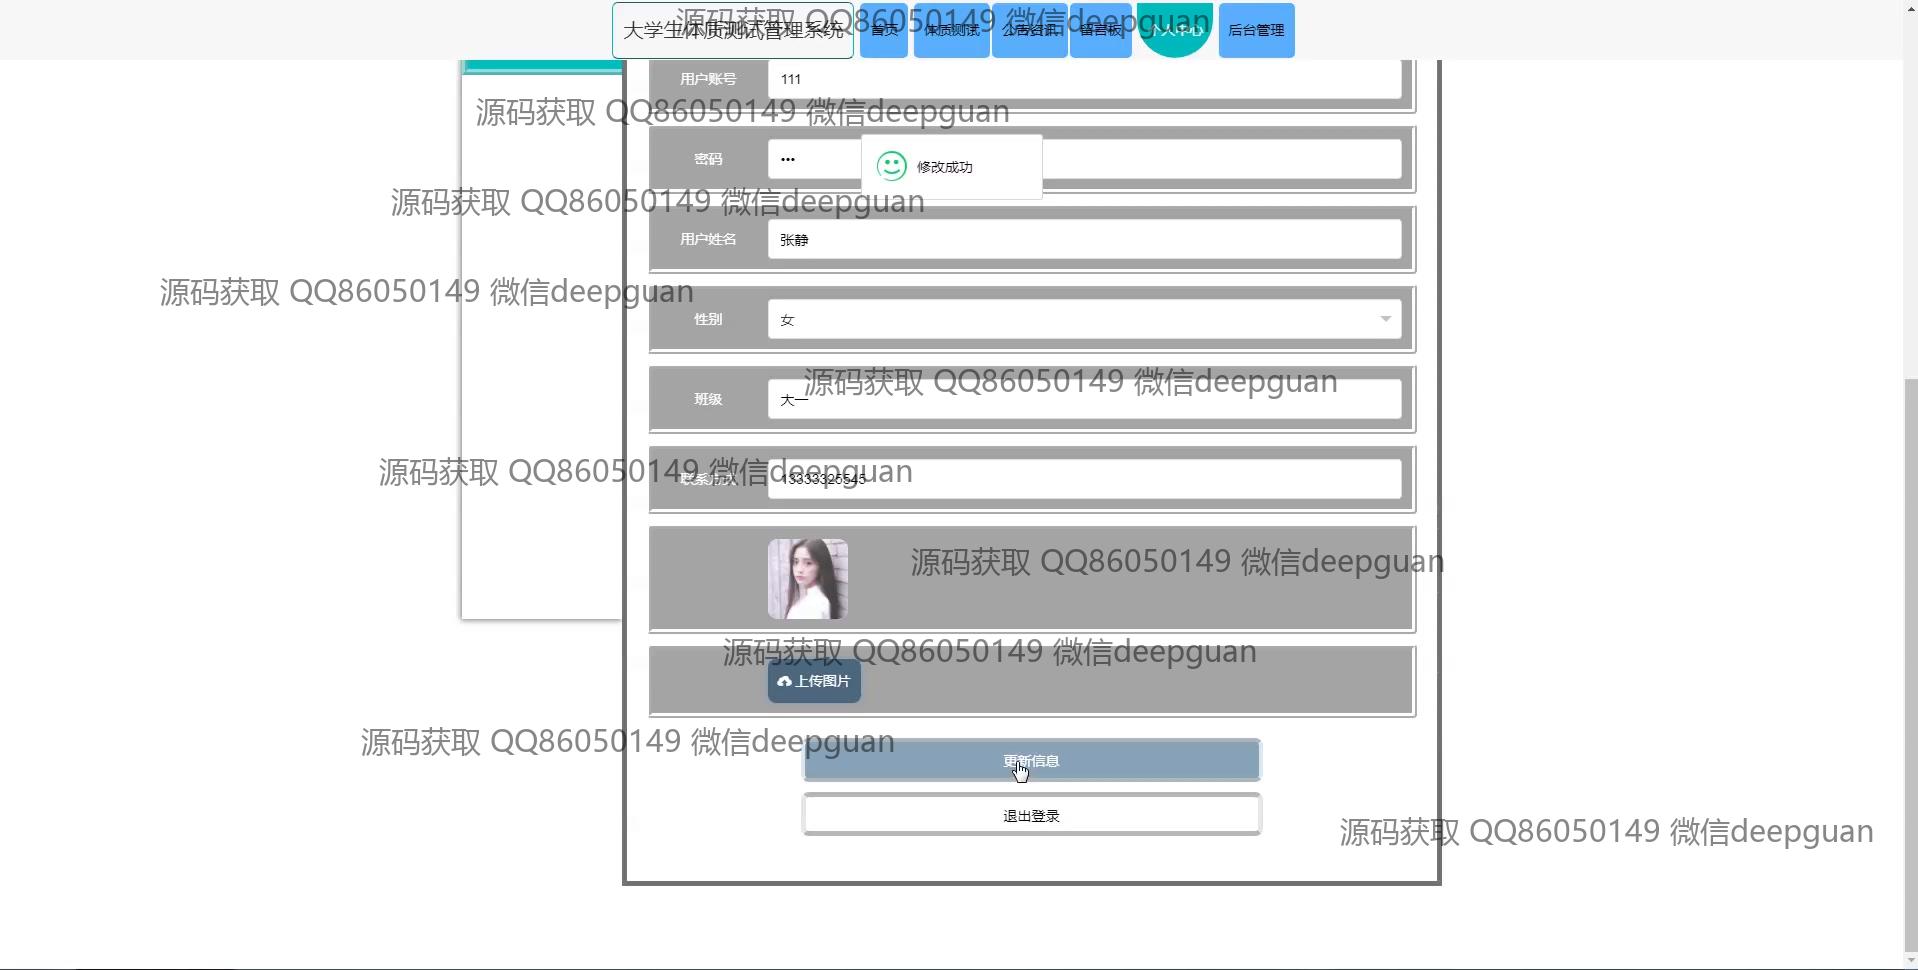 大学生体质测试管理系统 首页 体质测试 公告资讯 留言板 个人中心 后台管理
源码获取 QQ86050149 微信deepguan
用户账号 111
源码获取 QQ86050149 微信deepguan
密码 •••
修改成功
源码获取 QQ86050149 微信deepguan
用户姓名 张静
源码获取 QQ86050149 微信deepguan
性别 女
源码获取 QQ86050149 微信deepguan
班级 大一
源码获取 QQ86050149 微信deepguan
联系方式 13333325545
源码获取 QQ86050149 微信deepguan
源码获取 QQ86050149 微信deepguan
上传图片
源码获取 QQ86050149 微信deepguan
更新信息
退出登录
源码获取 QQ86050149 微信deepguan